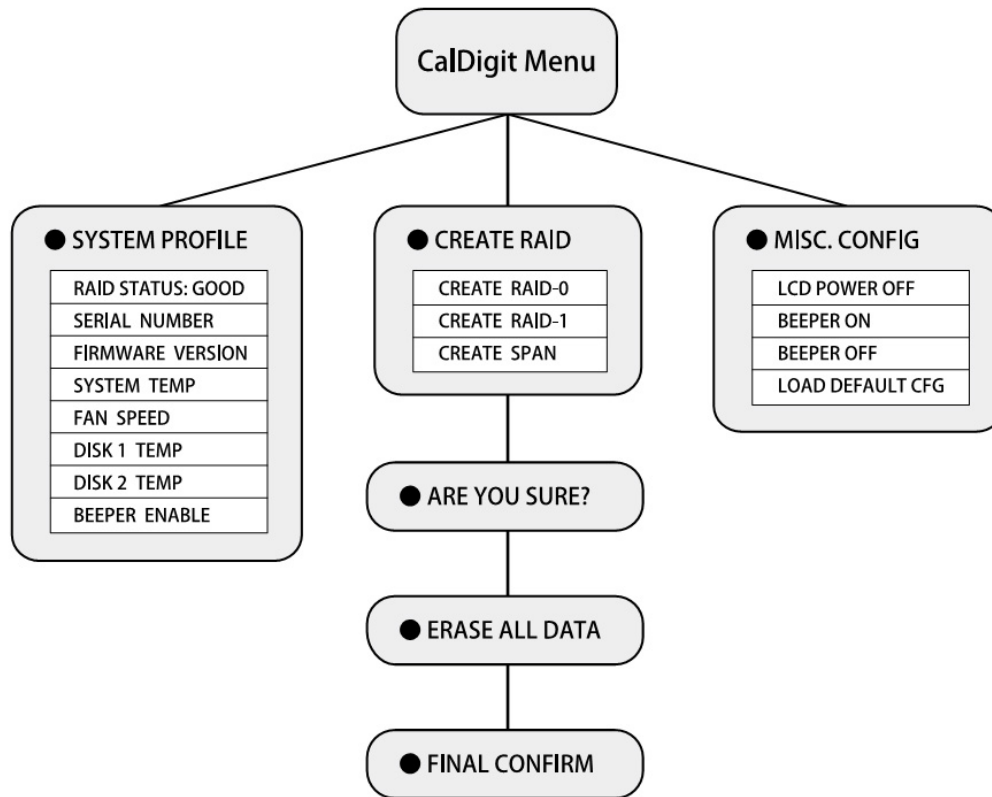 CalDigit Menu
SYSTEM PROFILE
RAID STATUS: GOOD
SERIAL NUMBER
FIRMWARE VERSION
SYSTEM TEMP
FAN SPEED
DISK 1 TEMP
DISK 2 TEMP
BEEPER ENABLE
CREATE RAID
CREATE RAID-0
CREATE RAID-1
CREATE SPAN
ARE YOU SURE?
ERASE ALL DATA
FINAL CONFIRM
MISC. CONFIG
LCD POWER OFF
BEEPER ON
BEEPER OFF
LOAD DEFAULT CFG